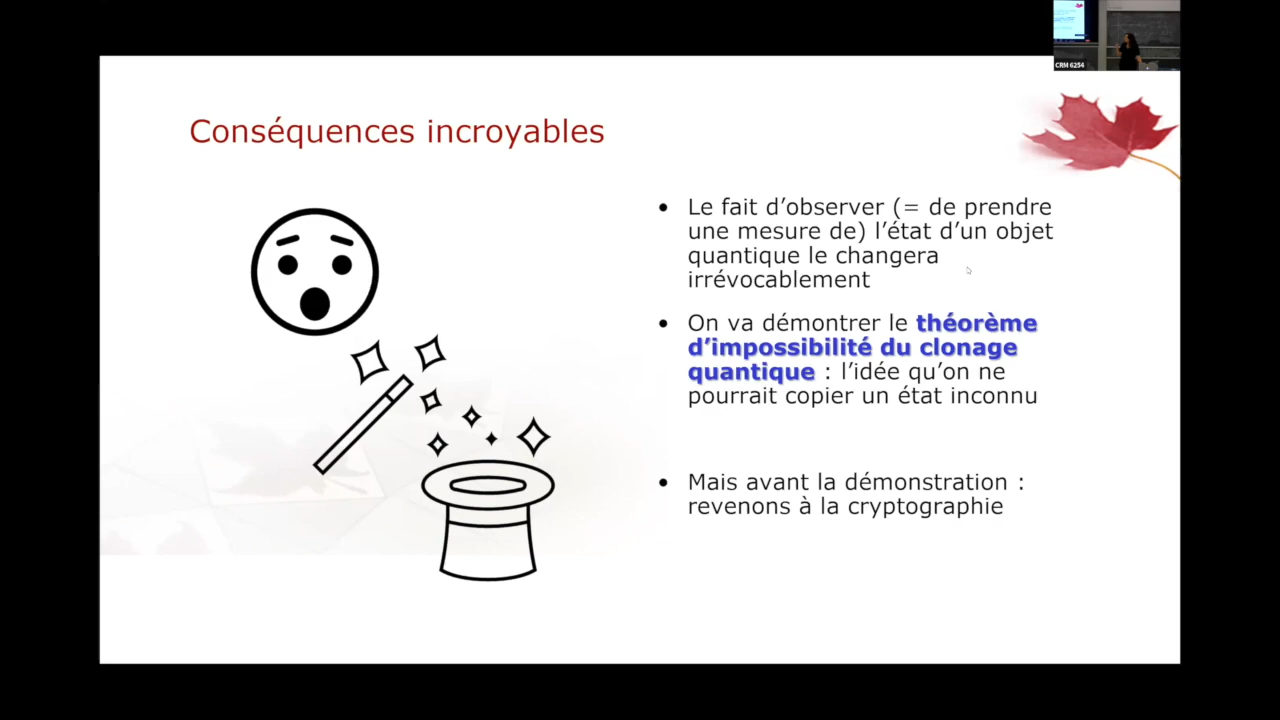 CRM 6254
Conséquences incroyables
• Le fait d’observer (= de prendre
une mesure de) l’état d’un objet
quantique le changera
irrévocablement
• On va démontrer le théorème
d’impossibilité du clonage
quantique : l’idée qu’on ne
pourrait copier un état inconnu
• Mais avant la démonstration :
revenons à la cryptographie